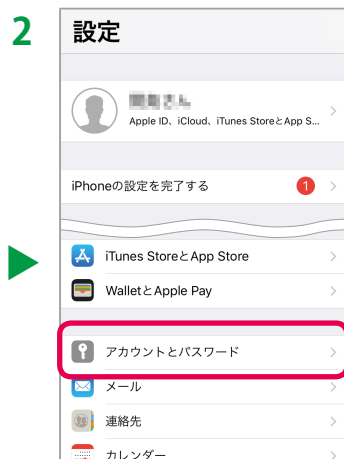 2
設定
Apple ID、iCloud、iTunes StoreとApp S...
iPhoneの設定を完了する
1
iTunes StoreとApp Store
WalletとApple Pay
アカウントとパスワード
メール
連絡先
カレンダー